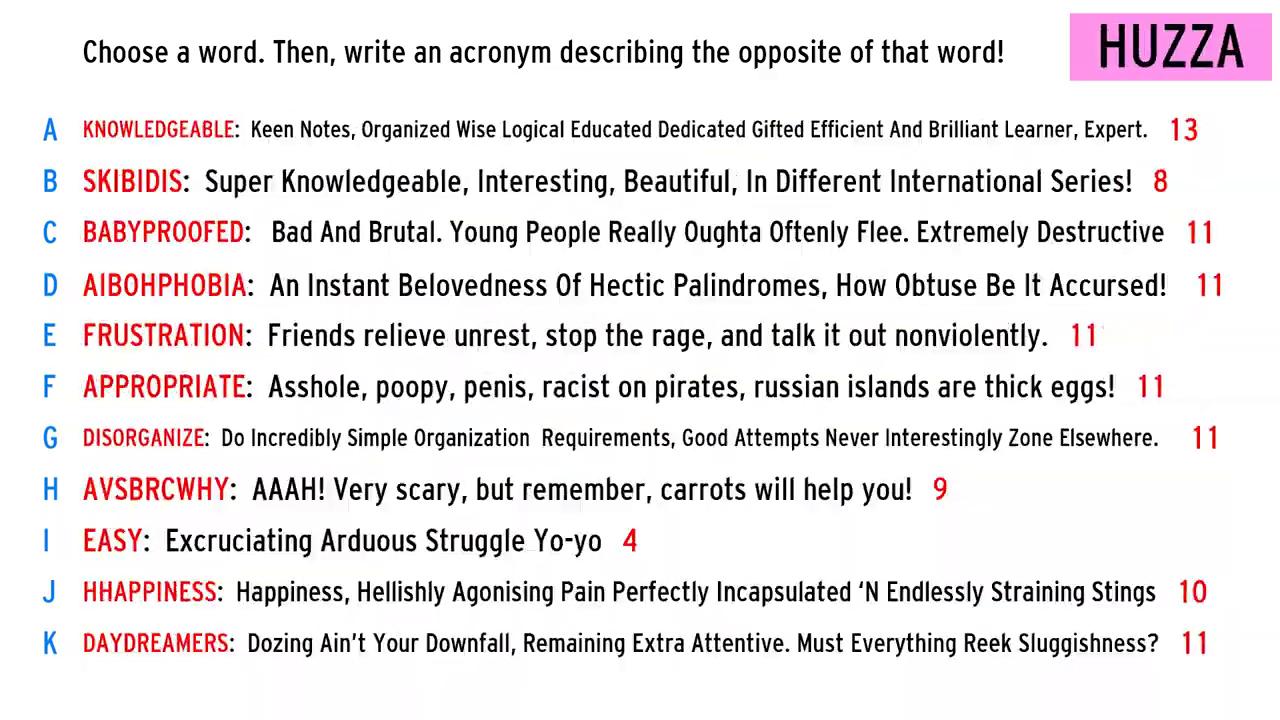 Choose a word. Then, write an acronym describing the opposite of that word!
HUZZA
A KNOWLEDGEABLE: Keen Notes, Organized Wise Logical Educated Dedicated Gifted Efficient And Brilliant Learner, Expert. 13
B SKIBIDIS: Super Knowledgeable, Interesting, Beautiful, In Different International Series! 8
C BABYPROOFED: Bad And Brutal. Young People Really Oughta Oftenly Flee. Extremely Destructive 11
D AIBOHPHOBIA: An Instant Belovedness Of Hectic Palindromes, How Obtuse Be It Accursed! 11
E FRUSTRATION: Friends relieve unrest, stop the rage, and talk it out nonviolently. 11
F APPROPRIATE: Asshole, poopy, penis, racist on pirates, russian islands are thick eggs! 11
G DISORGANIZE: Do Incredibly Simple Organization Requirements, Good Attempts Never Interestingly Zone Elsewhere. 11
H AVSBRCWHY: AAAH! Very scary, but remember, carrots will help you! 9
I EASY: Excruciating Arduous Struggle Yo-yo 4
J HHAPPINESS: Happiness, Hellishly Agonising Pain Perfectly Incapsulated ‘N Endlessly Straining Stings 10
K DAYDREAMERS: Dozing Ain't Your Downfall, Remaining Extra Attentive. Must Everything Reek Sluggishness? 11